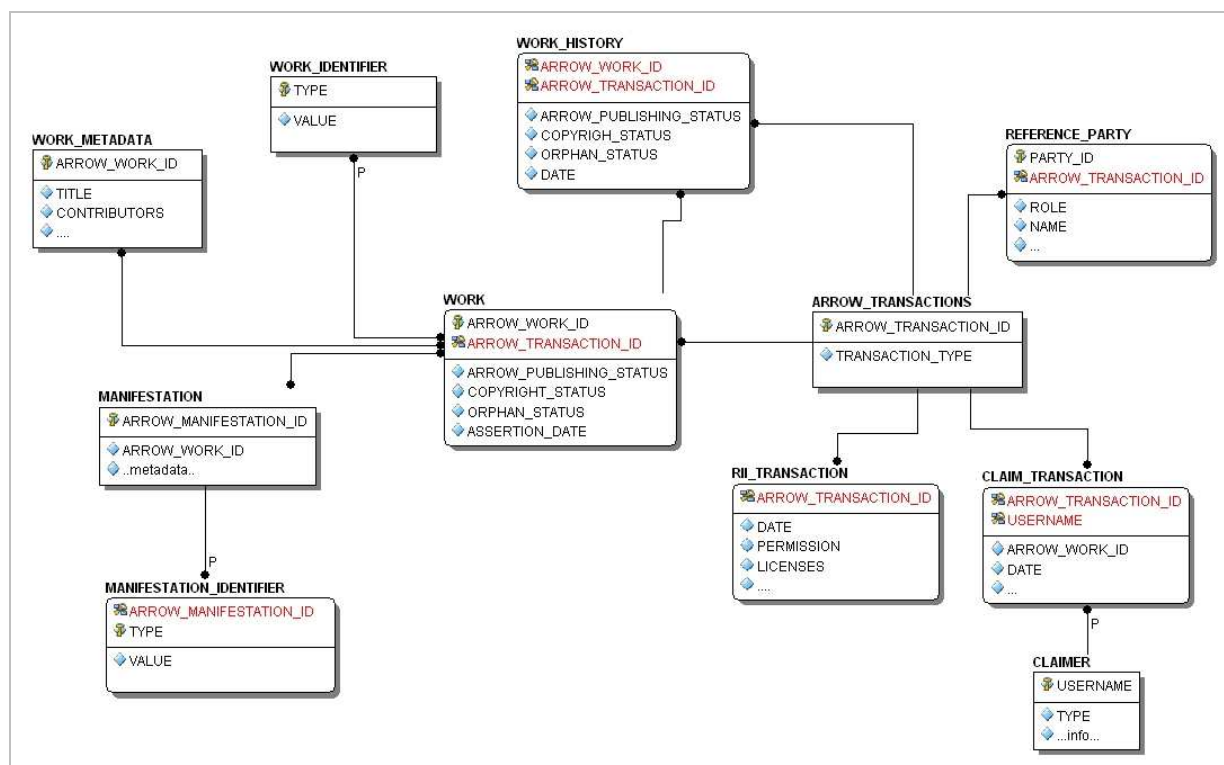 WORK_HISTORY
ARROW_WORK_ID
ARROW_TRANSACTION_ID
ARROW_PUBLISHING_STATUS
COPYRIGH_STATUS
ORPHAN_STATUS
DATE
WORK_IDENTIFIER
TYPE
VALUE
P
WORK_METADATA
ARROW_WORK_ID
TITLE
CONTRIBUTORS
....
REFERENCE_PARTY
PARTY_ID
ARROW_TRANSACTION_ID
ROLE
NAME
...
WORK
ARROW_WORK_ID
ARROW_TRANSACTION_ID
ARROW_PUBLISHING_STATUS
COPYRIGHT_STATUS
ORPHAN_STATUS
ASSERTION_DATE
ARROW_TRANSACTIONS
ARROW_TRANSACTION_ID
TRANSACTION_TYPE
MANIFESTATION
ARROW_MANIFESTATION_ID
ARROW_WORK_ID
..metadata..
P
MANIFESTATION_IDENTIFIER
ARROW_MANIFESTATION_ID
TYPE
VALUE
RII_TRANSACTION
ARROW_TRANSACTION_ID
DATE
PERMISSION
LICENSES
....
CLAIM_TRANSACTION
ARROW_TRANSACTION_ID
USERNAME
ARROW_WORK_ID
DATE
...
P
CLAIMER
USERNAME
TYPE
...info...